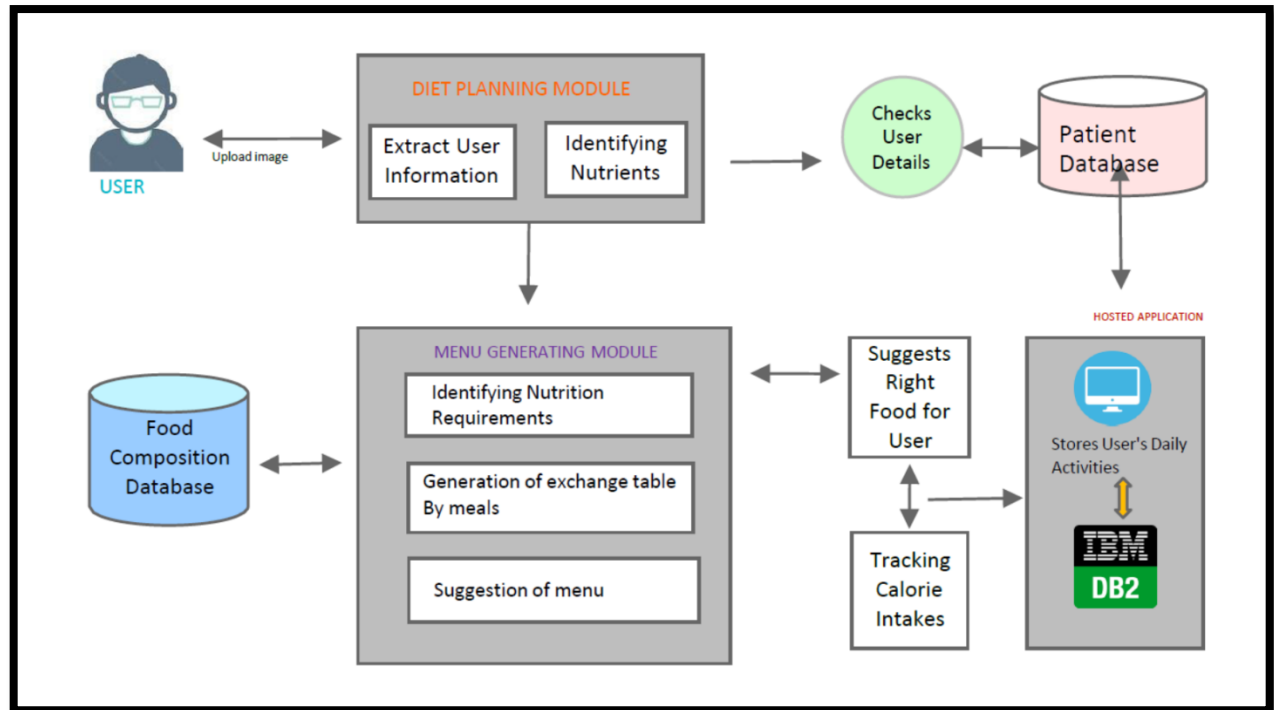 DIET PLANNING MODULE
Extract User
Information
Identifying
Nutrients
Upload image
USER
Checks
User
Details
Patient
Database
HOSTED APPLICATION
MENU GENERATING MODULE
Identifying Nutrition
Requirements
Generation of exchange table
By meals
Suggestion of menu
Food
Composition
Database
Suggests
Right
Food for
User
Tracking
Calorie
Intakes
Stores User's Daily
Activities
IBM
DB2